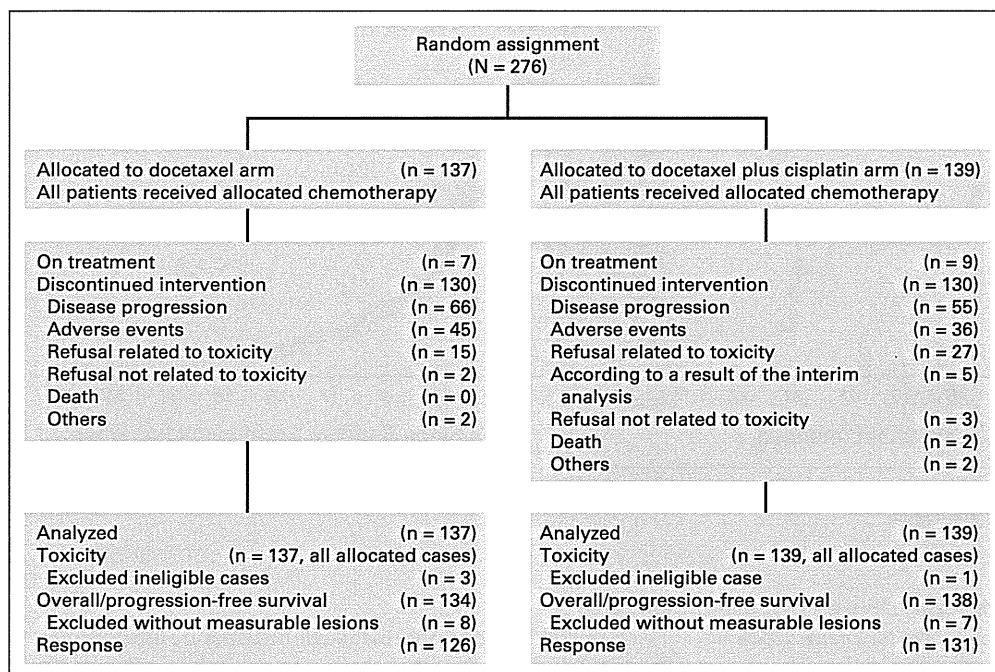 Random assignment
(N = 276)
Allocated to docetaxel arm (n = 137)
All patients received allocated chemotherapy
Allocated to docetaxel plus cisplatin arm (n = 139)
All patients received allocated chemotherapy
On treatment (n = 7)
Discontinued intervention (n = 130)
Disease progression (n = 66)
Adverse events (n = 45)
Refusal related to toxicity (n = 15)
Refusal not related to toxicity (n = 2)
Death (n = 0)
Others (n = 2)
On treatment (n = 9)
Discontinued intervention (n = 130)
Disease progression (n = 55)
Adverse events (n = 36)
Refusal related to toxicity (n = 27)
According to a result of the interim (n = 5)
analysis
Refusal not related to toxicity (n = 3)
Death (n = 2)
Others (n = 2)
Analyzed (n = 137)
Toxicity (n = 137, all allocated cases)
Excluded ineligible cases (n = 3)
Overall/progression-free survival (n = 134)
Excluded without measurable lesions (n = 8)
Response (n = 126)
Analyzed (n = 139)
Toxicity (n = 139, all allocated cases)
Excluded ineligible case (n = 1)
Overall/progression-free survival (n = 138)
Excluded without measurable lesions (n = 7)
Response (n = 131)